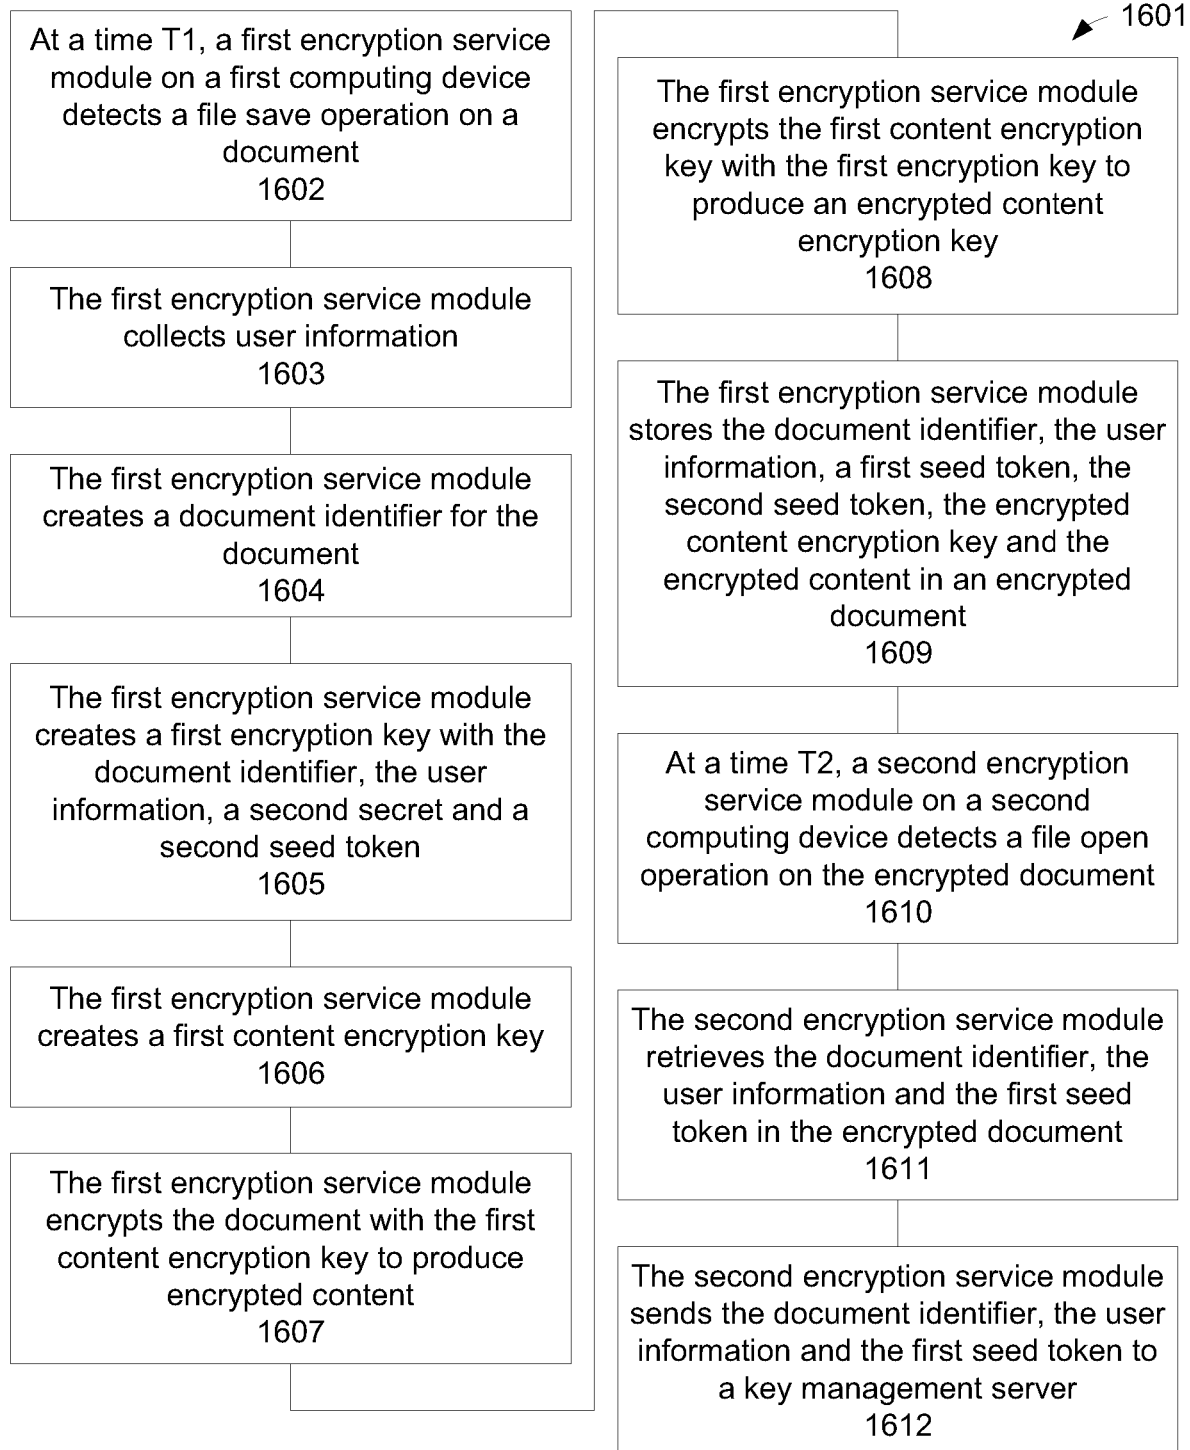 1601
At a time T1, a first encryption service
module on a first computing device
detects a file save operation on a
document
1602
The first encryption service module
collects user information
1603
The first encryption service module
creates a document identifier for the
document
1604
The first encryption service module
creates a first encryption key with the
document identifier, the user
information, a second secret and a
second seed token
1605
The first encryption service module
creates a first content encryption key
1606
The first encryption service module
encrypts the document with the first
content encryption key to produce
encrypted content
1607
The first encryption service module
encrypts the first content encryption
key with the first encryption key to
produce an encrypted content
encryption key
1608
The first encryption service module
stores the document identifier, the user
information, a first seed token, the
second seed token, the encrypted
content encryption key and the
encrypted content in an encrypted
document
1609
At a time T2, a second encryption
service module on a second
computing device detects a file open
operation on the encrypted document
1610
The second encryption service module
retrieves the document identifier, the
user information and the first seed
token in the encrypted document
1611
The second encryption service module
sends the document identifier, the user
information and the first seed token to
a key management server
1612